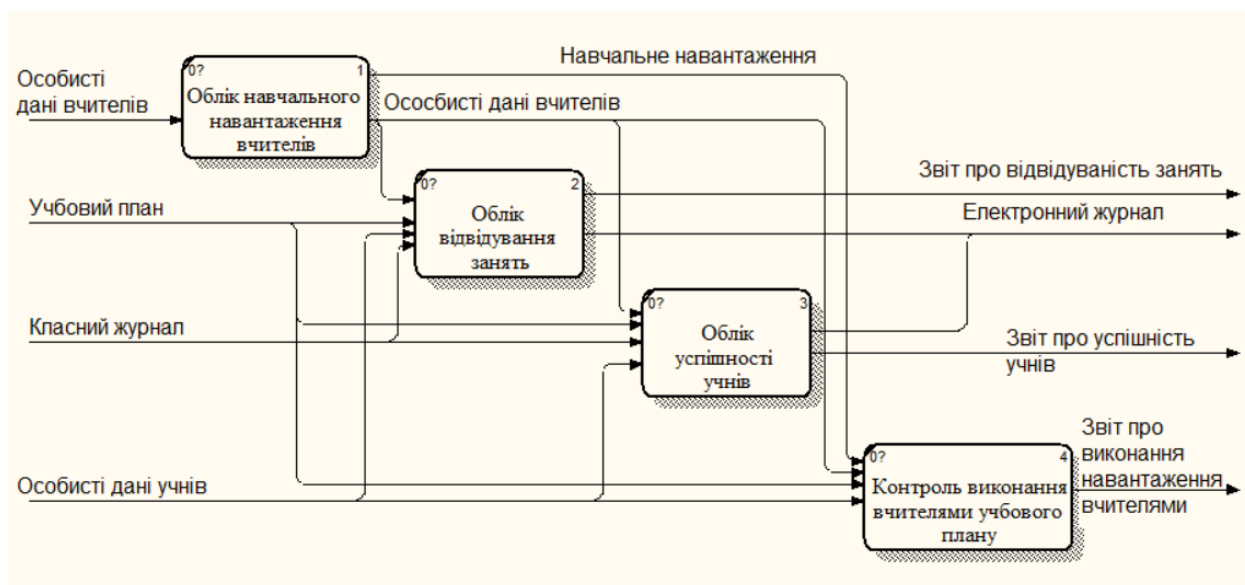 Навчальне навантаження
Особисті
дані вчителів
0? 1
Облік навчального
навантаження
вчителів
Осособисті дані вчителів
0? 2
Облік
відвідування
занять
Звіт про відвідуваність занять
Учбовий план
Електронний журнал
0? 3
Облік
успішності
учнів
Класний журнал
Звіт про успішність
учнів
0? 4
Контроль виконання
вчителями учбового
плану
Звіт про
виконання
навантаження
вчителями
Особисті дані учнів